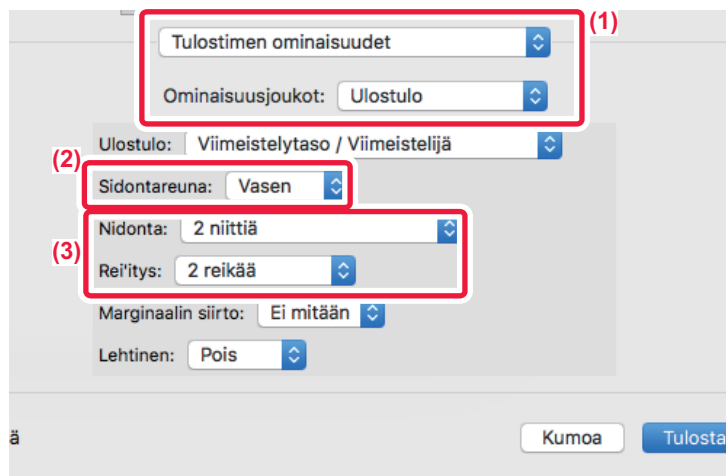 (1)
Tulostimen ominaisuudet
Ominaisuusjoukot: Ulostulo
Ulostulo: Viimeistelytaso / Viimeistelijä
(2)
Sidontareuna: Vasen
Nidonta: 2 niittiä
(3)
Rei'itys: 2 reikää
Marginaalin siirto: Ei mitään
Lehtinen: Pois
ä
Kumoa
Tulosta